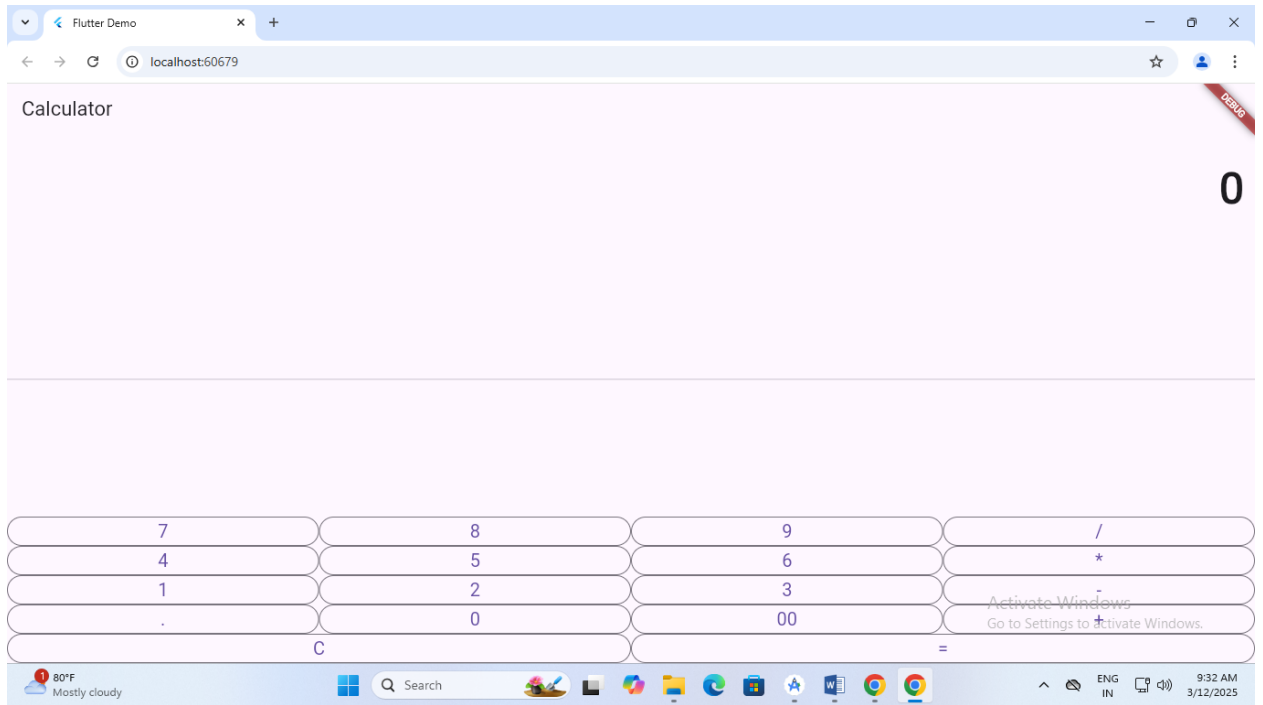 Flutter Demo
localhost:60679
Calculator
DEBUG
0
7 8 9 /
4 5 6 *
1 2 3 -
. 0 00 +
C =
Activate Windows
Go to Settings to activate Windows.
1
80°F
Mostly cloudy
Search
ENG
IN
9:32 AM
3/12/2025